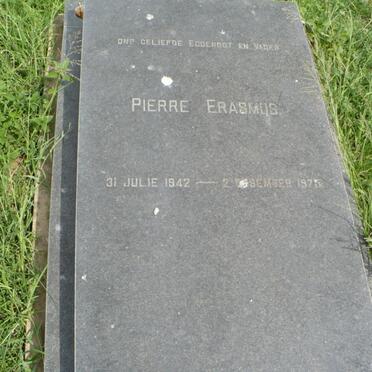 ONS GELIEFDE EGGENOOT EN VADER
PIERRE ERASMUS
31 JULIE 1942 — 2 DESEMBER